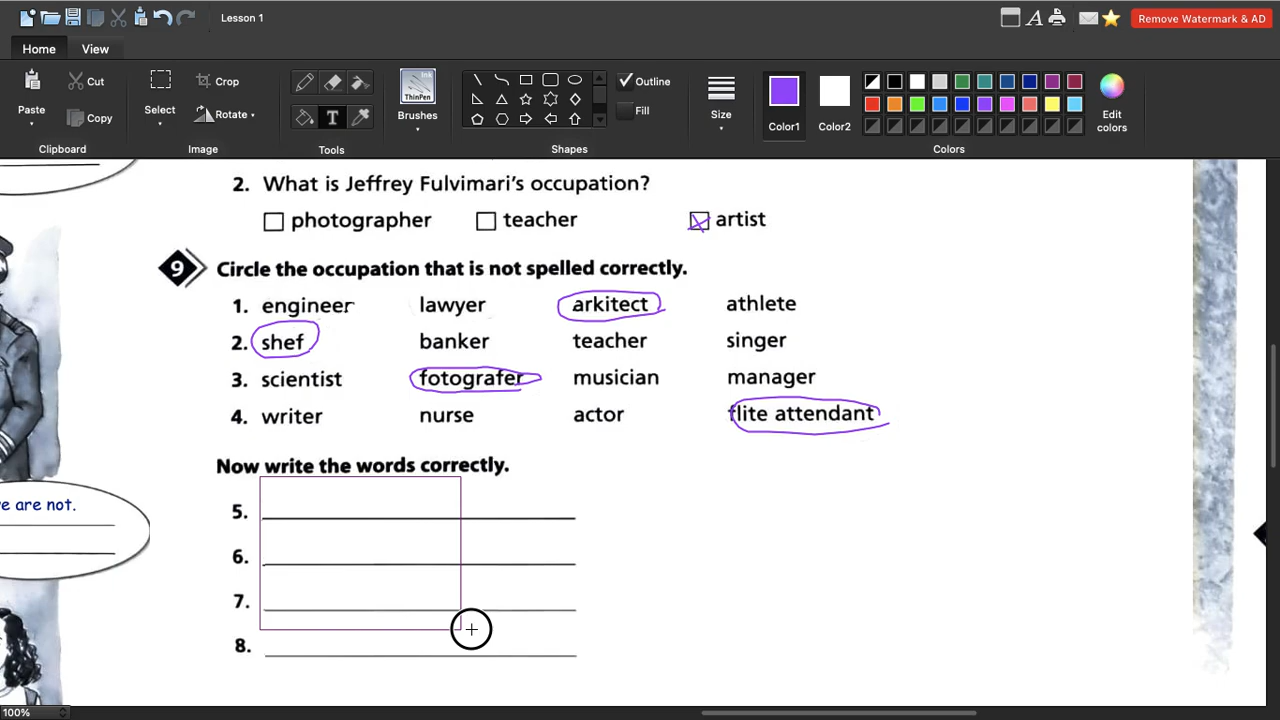 Lesson 1
Remove Watermark & AD
Home View
Paste
Cut
Copy
Clipboard
Select
Crop
Rotate
Image
Tools
Ink
ThinPen
Brushes
Outline
Fill
Shapes
Size
Color1
Color2
Edit colors
Colors
2. What is Jeffrey Fulvimari's occupation?
photographer teacher artist
9 Circle the occupation that is not spelled correctly.
1. engineer lawyer arkitect athlete
2. shef banker teacher singer
3. scientist fotografer musician manager
4. writer nurse actor flite attendant
Now write the words correctly.
we are not.
5.
6.
7.
8.
100%